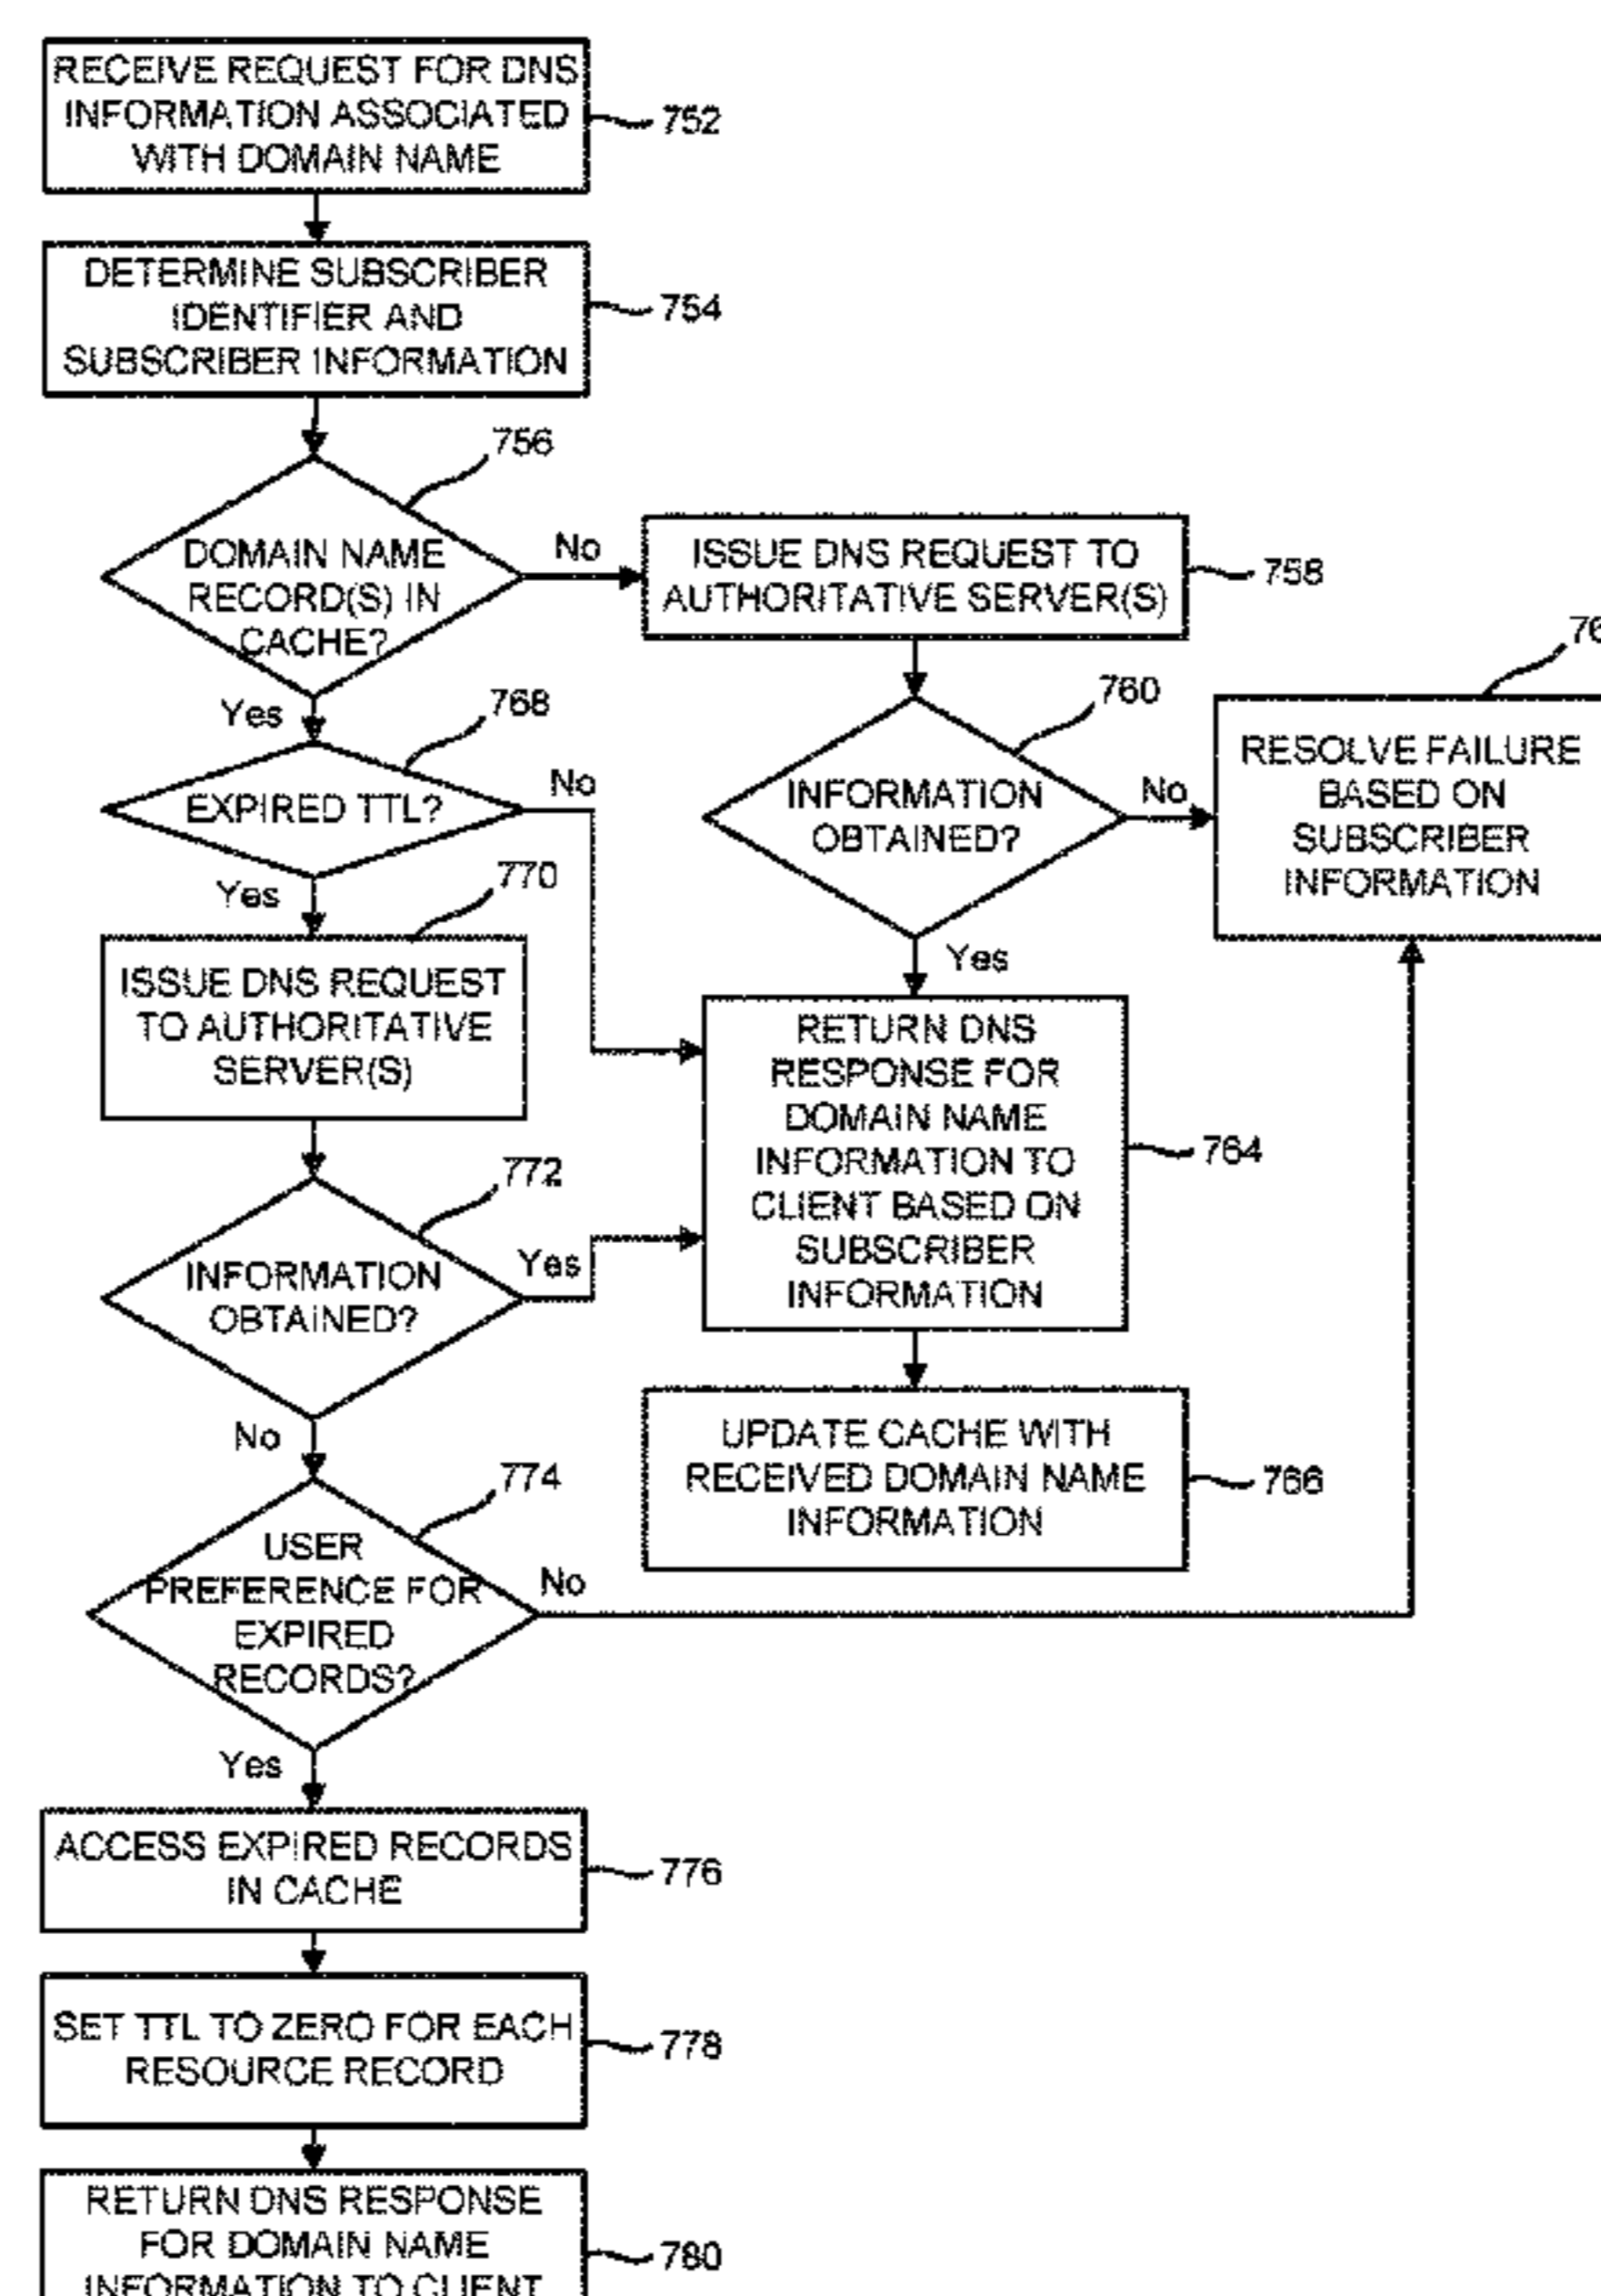 RECEIVE REQUEST FOR DNS
INFORMATION ASSOCIATED
WITH DOMAIN NAME
752
DETERMINE SUBSCRIBER
IDENTIFIER AND
SUBSCRIBER INFORMATION
754
756
DOMAIN NAME
RECORD(S) IN
CACHE?
No
Yes
ISSUE DNS REQUEST TO
AUTHORITATIVE SERVER(S)
758
768
EXPIRED TTL?
No
Yes
760
INFORMATION
OBTAINED?
No
Yes
RESOLVE FAILURE
BASED ON
SUBSCRIBER
INFORMATION
770
ISSUE DNS REQUEST
TO AUTHORITATIVE
SERVER(S)
RETURN DNS
RESPONSE FOR
DOMAIN NAME
INFORMATION TO
CLIENT BASED ON
SUBSCRIBER
INFORMATION
764
772
INFORMATION
OBTAINED?
Yes
No
UPDATE CACHE WITH
RECEIVED DOMAIN NAME
INFORMATION
766
774
USER
PREFERENCE FOR
EXPIRED
RECORDS?
No
Yes
ACCESS EXPIRED RECORDS
IN CACHE
776
SET TTL TO ZERO FOR EACH
RESOURCE RECORD
778
RETURN DNS RESPONSE
FOR DOMAIN NAME
INFORMATION TO CLIENT
780